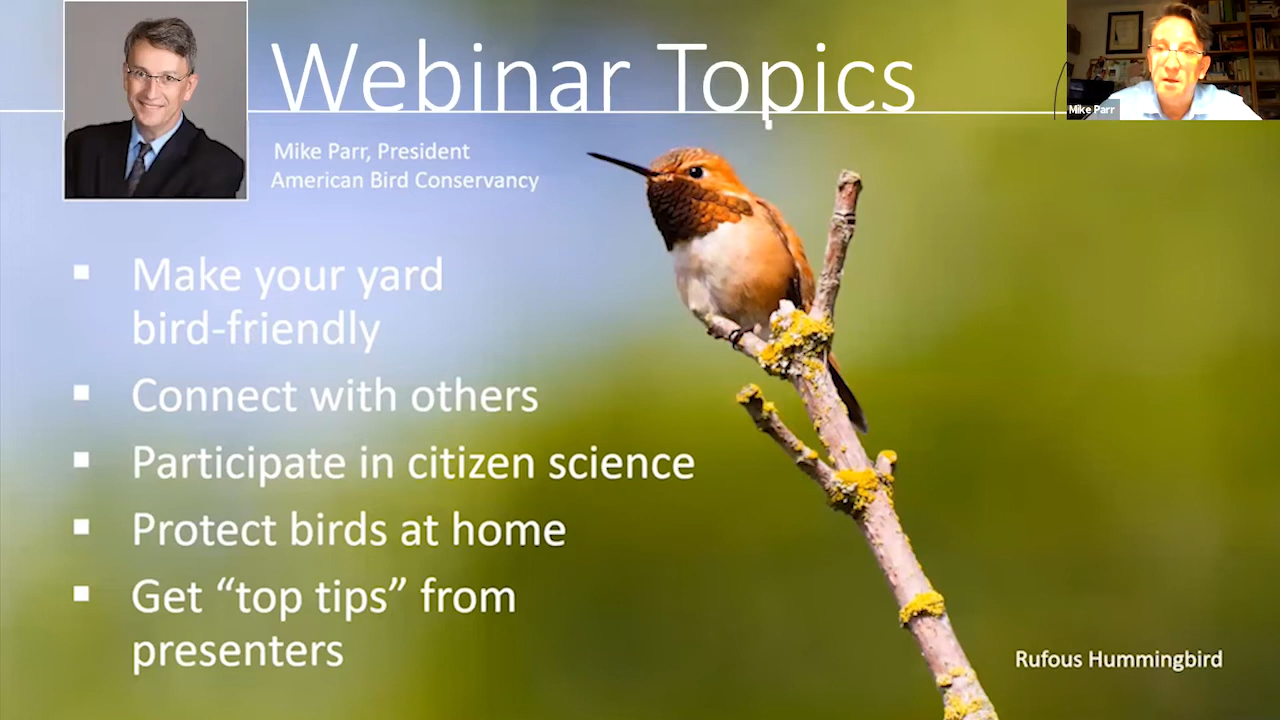 Webinar Topics
Mike Parr
Mike Parr, President
American Bird Conservancy
▪ Make your yard
bird-friendly
▪ Connect with others
▪ Participate in citizen science
▪ Protect birds at home
▪ Get “top tips” from
presenters
Rufous Hummingbird